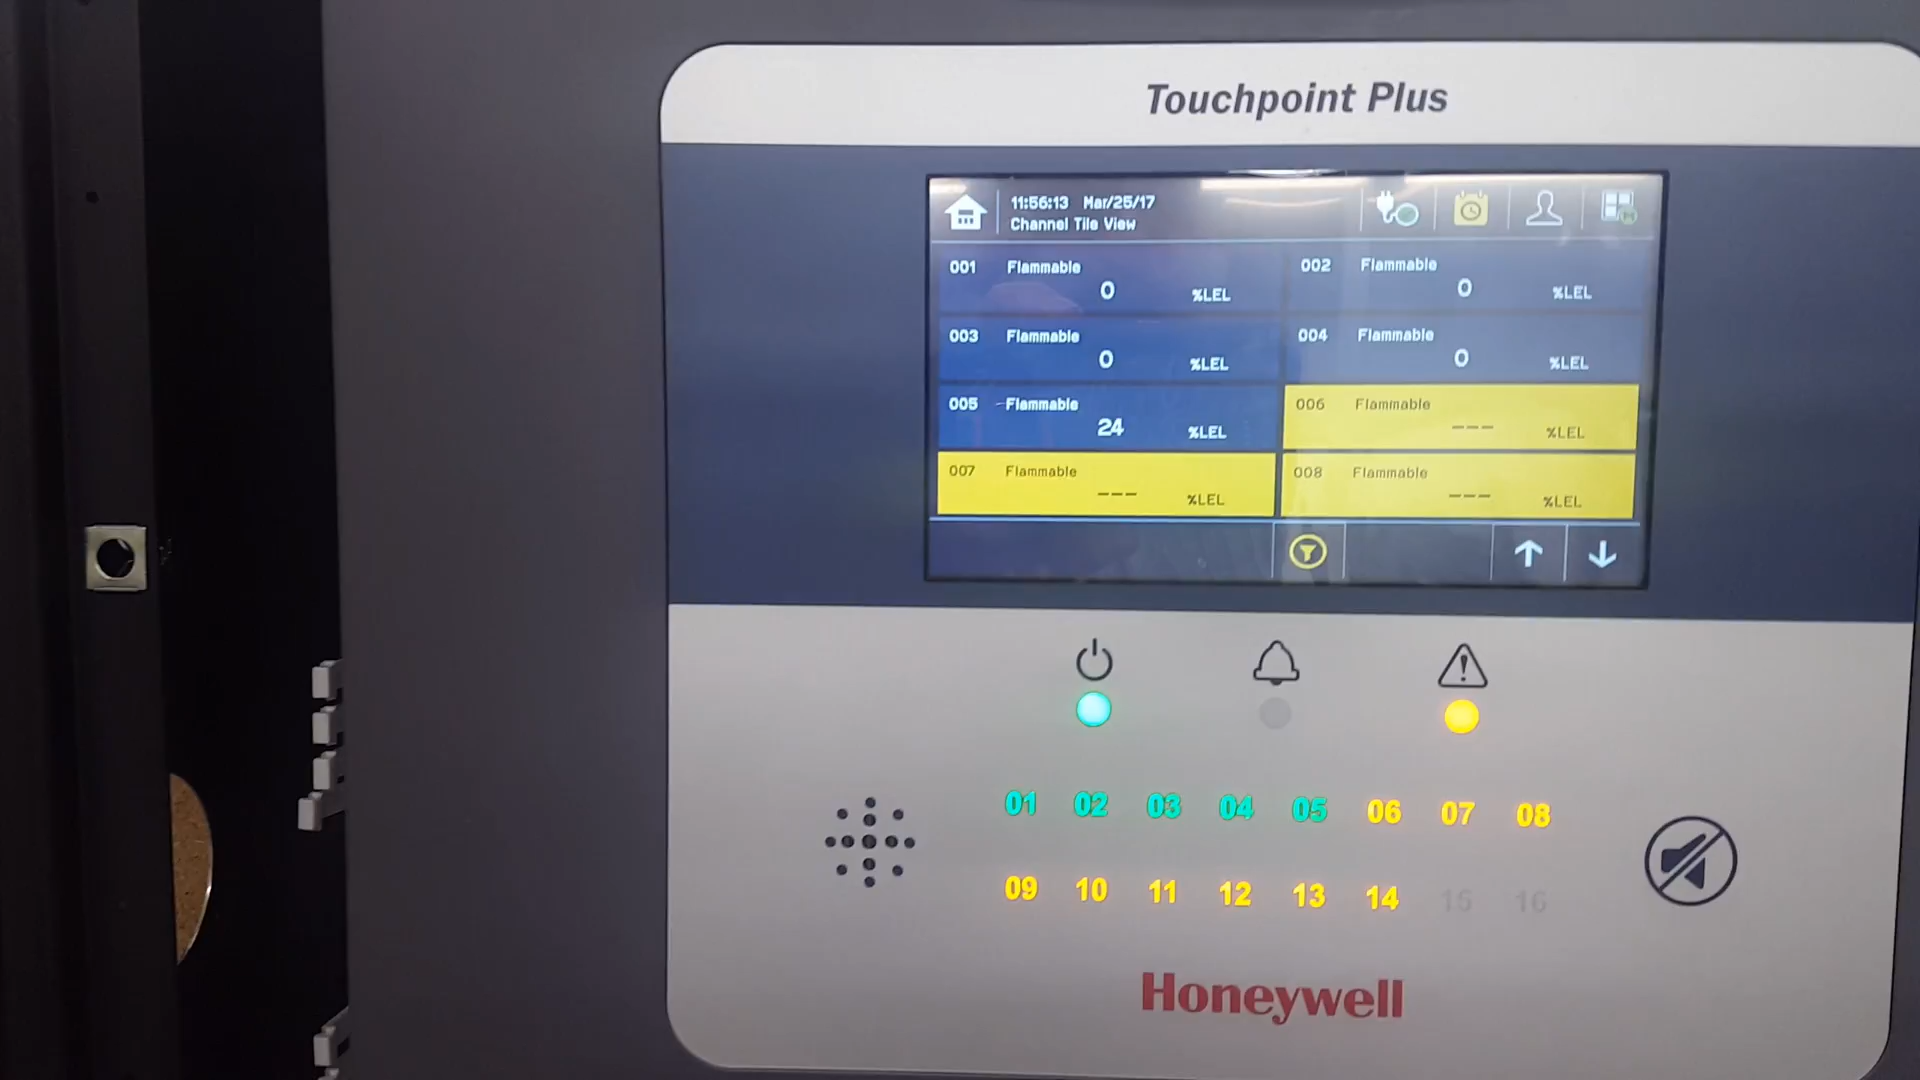 Touchpoint Plus
11:56:13 Mar/25/17
Channel Tile View
001 Flammable 0 %LEL
002 Flammable 0 %LEL
003 Flammable 0 %LEL
004 Flammable 0 %LEL
005 Flammable 24 %LEL
006 Flammable --- %LEL
007 Flammable --- %LEL
008 Flammable --- %LEL
01 02 03 04 05 06 07 08
09 10 11 12 13 14 15 16
Honeywell